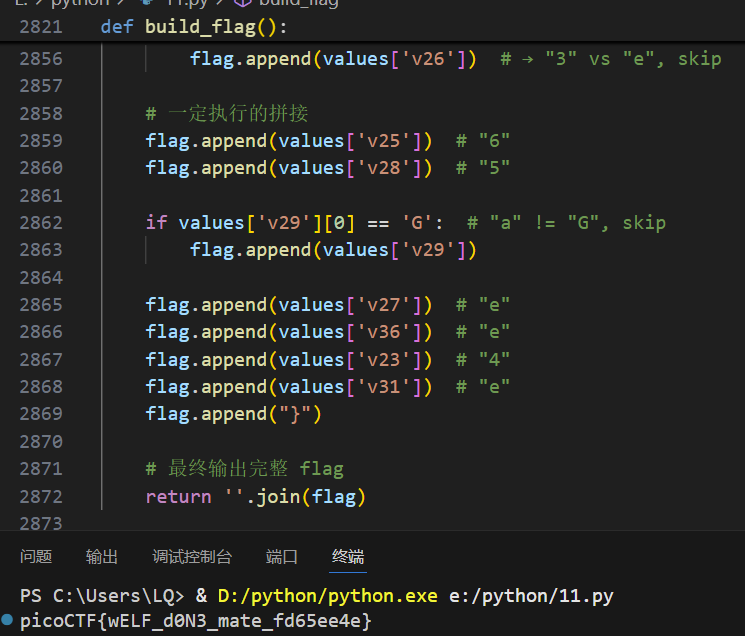 2821 def build_flag():
2856 flag.append(values['v26']) # → "3" vs "e", skip
2857
2858 # 一定执行的拼接
2859 flag.append(values['v25']) # "6"
2860 flag.append(values['v28']) # "5"
2861
2862 if values['v29'][0] == 'G': # "a" != "G", skip
2863 flag.append(values['v29'])
2864
2865 flag.append(values['v27']) # "e"
2866 flag.append(values['v36']) # "e"
2867 flag.append(values['v23']) # "4"
2868 flag.append(values['v31']) # "e"
2869 flag.append("}")
2870
2871 # 最终输出完整 flag
2872 return ''.join(flag)
2873
问题 输出 调试控制台 端口 终端
PS C:\Users\LQ> & D:/python/python.exe e:/python/11.py
picoCTF{wELF_d0N3_mate_fd65ee4e}